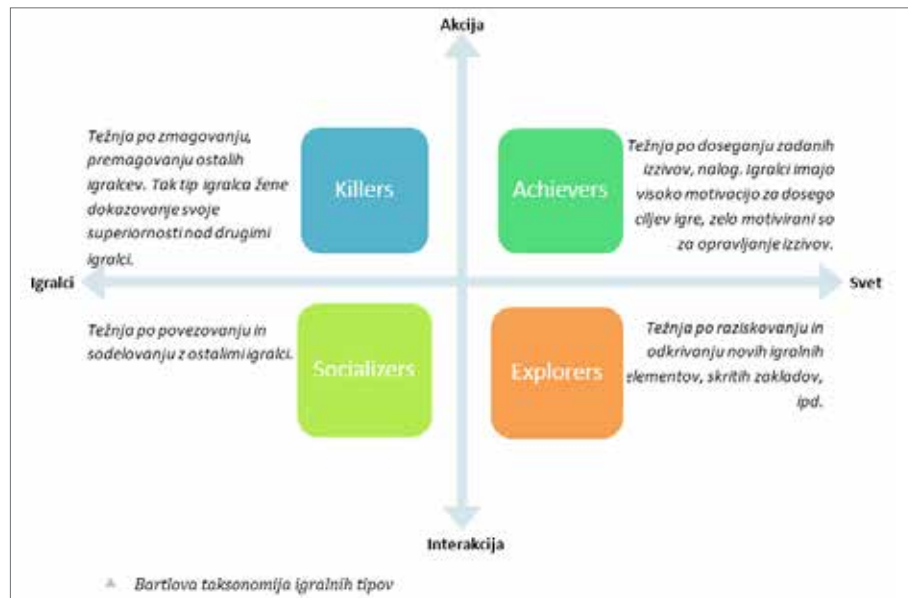 Akcija
Težnja po zmagovanju,
premagovanju ostalih
igralcev. Tak tip igralca žene
dokazovanje svoje
superiornosti nad drugimi
igralci.
Killers
Achievers
Težnja po doseganju zadanih
izzivov, nalog. Igralci imajo
visoko motivacijo za dosego
ciljev igre, zelo motivirani so
za opravljanje izzivov.
Igralci
Svet
Težnja po povezovanju in
sodelovanju z ostalimi igralci.
Socializers
Explorers
Težnja po raziskovanju in
odkrivanju novih igralnih
elementov, skritih zakladov,
ipd.
Interakcija
Bartlova taksonomija igralnih tipov